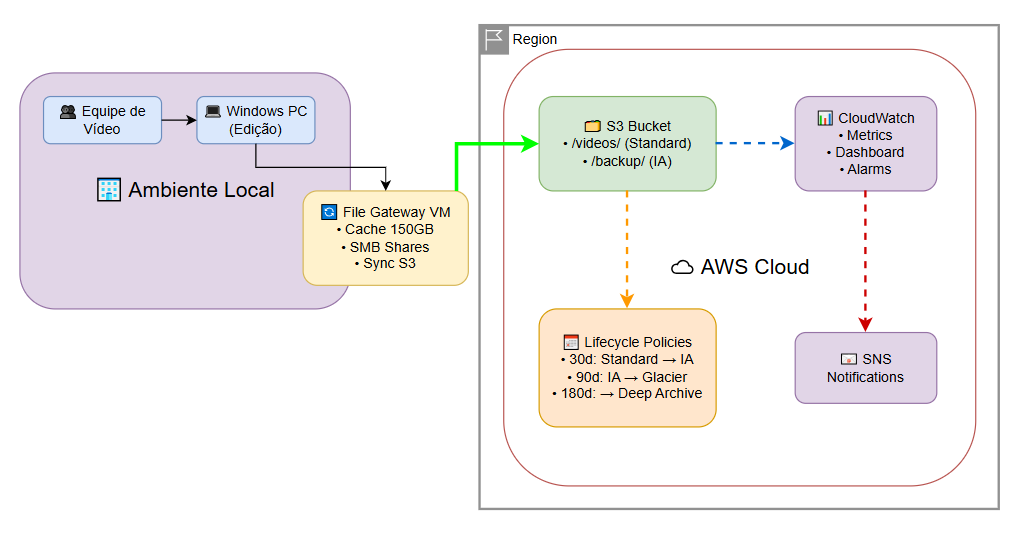 Region
Equipe de
Vídeo
Windows PC
(Edição)
Ambiente Local
File Gateway VM
• Cache 150GB
• SMB Shares
• Sync S3
S3 Bucket
• /videos/ (Standard)
• /backup/ (IA)
CloudWatch
• Metrics
• Dashboard
• Alarms
AWS Cloud
Lifecycle Policies
• 30d: Standard → IA
• 90d: IA → Glacier
• 180d: → Deep Archive
SNS
Notifications